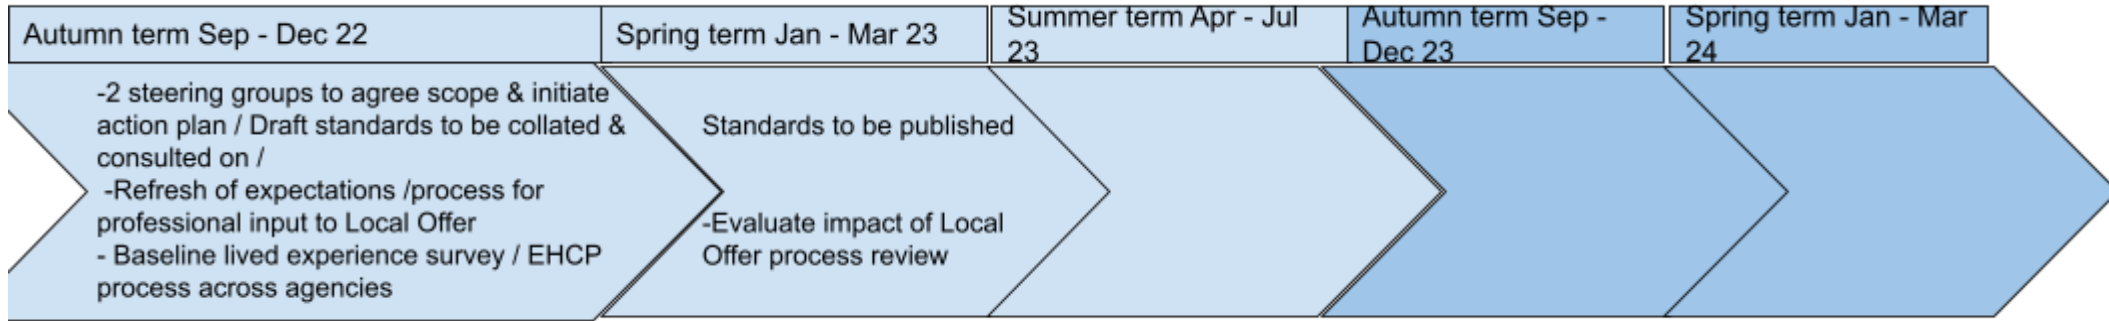 Autumn term Sep - Dec 22
Spring term Jan - Mar 23
Summer term Apr - Jul
23
Autumn term Sep -
Dec 23
Spring term Jan - Mar
24
-2 steering groups to agree scope & initiate
action plan / Draft standards to be collated &
consulted on /
-Refresh of expectations /process for
professional input to Local Offer
- Baseline lived experience survey / EHCP
process across agencies
Standards to be published
-Evaluate impact of Local
Offer process review